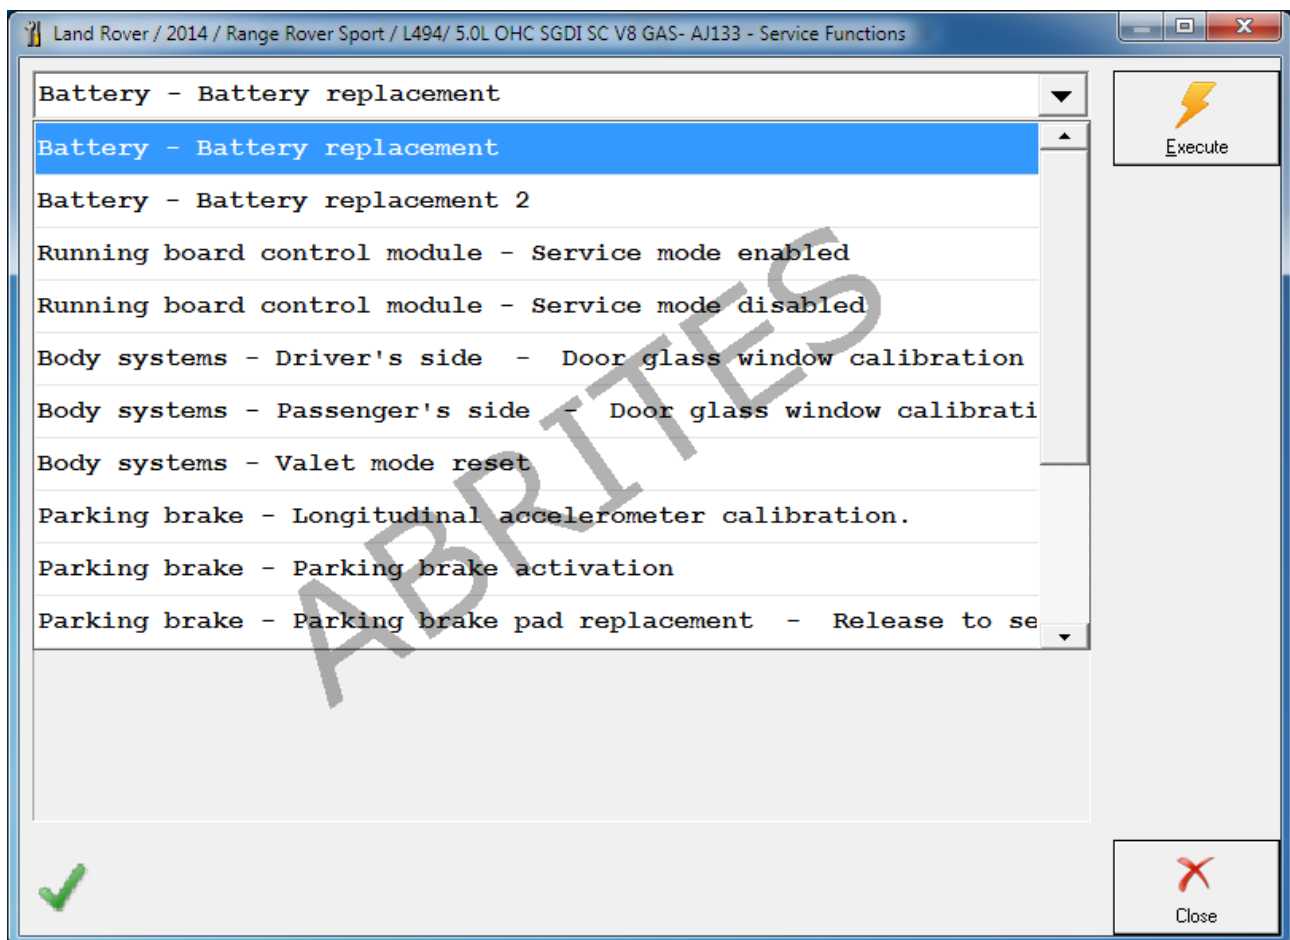 Land Rover / 2014 / Range Rover Sport / L494/ 5.0L OHC SGDI SC V8 GAS- AJ133 - Service Functions
Battery - Battery replacement
Execute
Battery - Battery replacement
Battery - Battery replacement 2
Running board control module - Service mode enabled
Running board control module - Service mode disabled
Body systems - Driver's side  -  Door glass window calibration
Body systems - Passenger's side  -  Door glass window calibrati
Body systems - Valet mode reset
Parking brake - Longitudinal accelerometer calibration.
Parking brake - Parking brake activation
Parking brake - Parking brake pad replacement  -  Release to se
ABRITES
Close